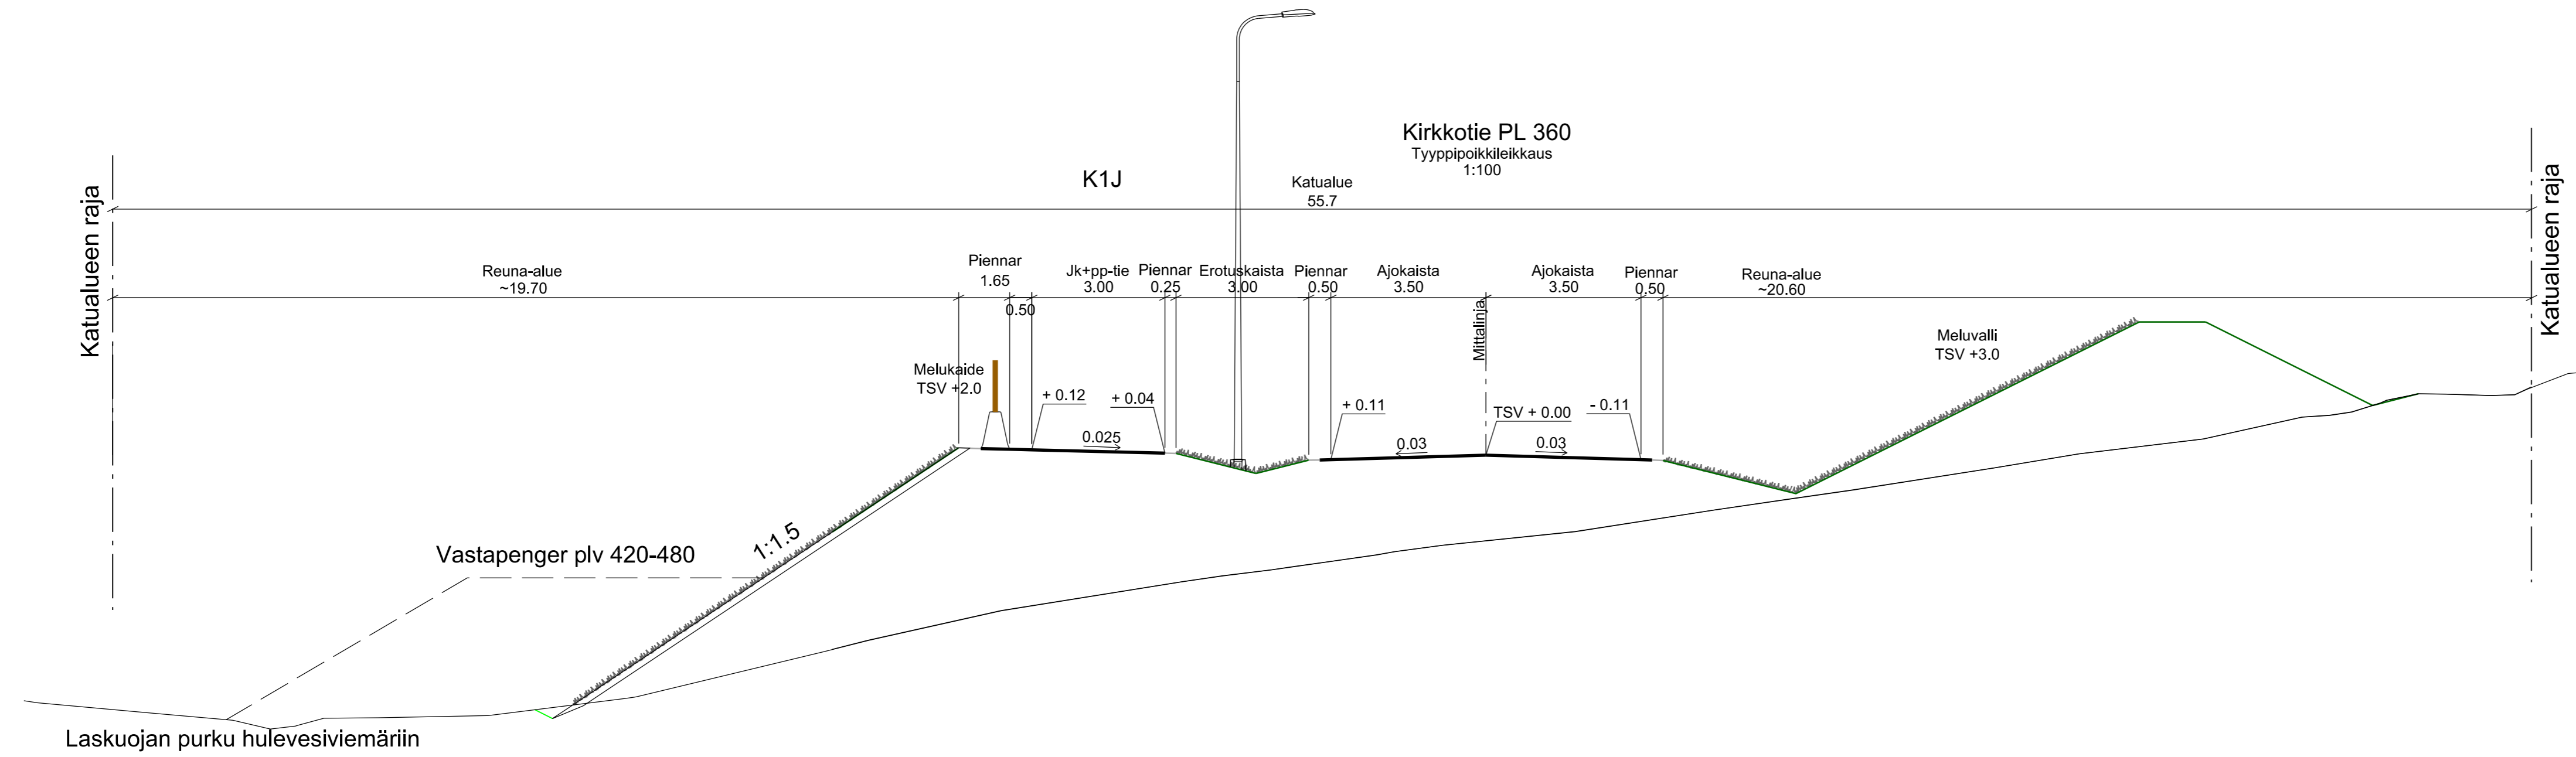 Kirkkotie PL 360
Tyyppipoikkileikkaus
1:100
K1J
Katualue
55.7
Katualueen raja
Katualueen raja
Reuna-alue
~19.70
Piennar
1.65
0.50
Jk+pp-tie
3.00
Piennar
0.25
Erotuskaista
3.00
Piennar
0.50
Ajokaista
3.50
Mittalinja
Ajokaista
3.50
Piennar
0.50
Reuna-alue
~20.60
Meluvalli
TSV +3.0
Melukaide
TSV +2.0
+ 0.12
+ 0.04
0.025
+ 0.11
0.03
TSV + 0.00
0.03
- 0.11
1:1.5
Vastapenger plv 420-480
Laskuojan purku hulevesiviemäriin